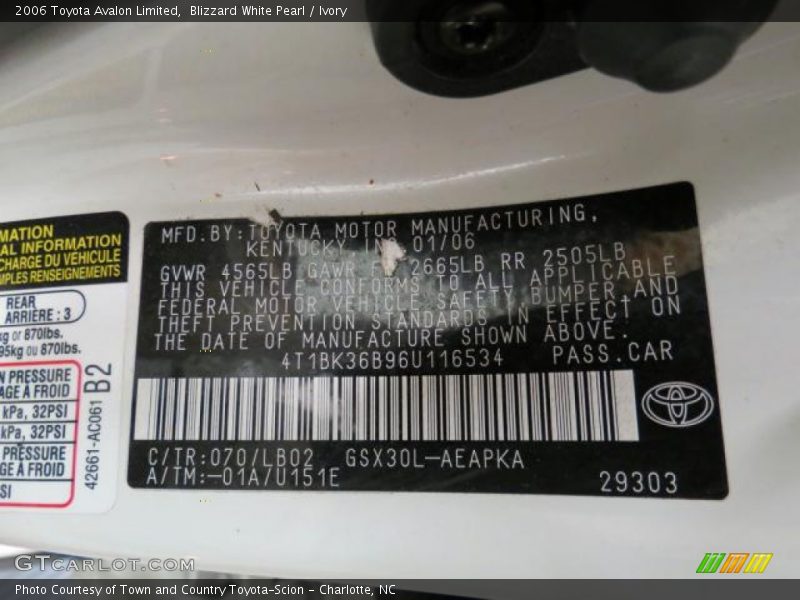 2006 Toyota Avalon Limited, Blizzard White Pearl / Ivory
MFD.BY:TOYOTA MOTOR MANUFACTURING,
KENTUCKY IN 01/06
GVWR 4565LB GAWR F 2665LB RR 2505LB
THIS VEHICLE CONFORMS TO ALL APPLICABLE
FEDERAL MOTOR VEHICLE SAFETY,BUMPER,AND
THEFT PREVENTION STANDARDS IN EFFECT ON
THE DATE OF MANUFACTURE SHOWN ABOVE.
4T1BK36B96U116534 PASS.CAR
C/TR:070/LB02 GSX30L-AEAPKA
A/TM:-01A/U151E
29303
MATION
AL INFORMATION
CHARGE DU VEHICULE
MPLES RENSEIGNEMENTS
REAR
ARRIÈRE : 3
kg or 870lbs.
95kg ou 870lbs.
N PRESSURE
AGE À FROID
kPa, 32PSI
kPa, 32PSI
PRESSURE
GE À FROID
SI
42661-AC061 B2
GTCarLot.com
Photo Courtesy of Town and Country Toyota-Scion - Charlotte, NC